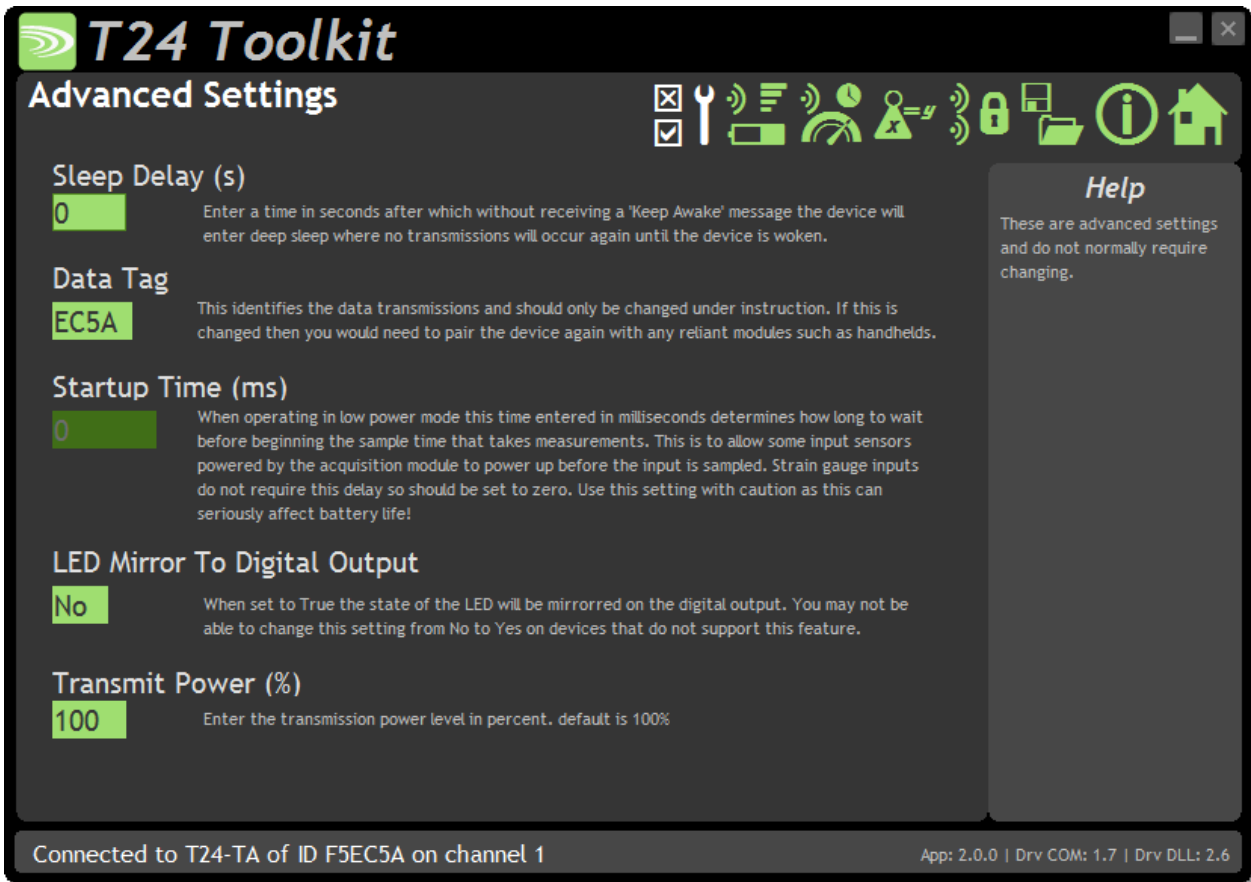 T24 Toolkit
Advanced Settings
x=y
Sleep Delay (s)
0
Enter a time in seconds after which without receiving a 'Keep Awake' message the device will
enter deep sleep where no transmissions will occur again until the device is woken.
Data Tag
EC5A
This identifies the data transmissions and should only be changed under instruction. If this is
changed then you would need to pair the device again with any reliant modules such as handhelds.
Startup Time (ms)
0
When operating in low power mode this time entered in milliseconds determines how long to wait
before beginning the sample time that takes measurements. This is to allow some input sensors
powered by the acquisition module to power up before the input is sampled. Strain gauge inputs
do not require this delay so should be set to zero. Use this setting with caution as this can
seriously affect battery life!
LED Mirror To Digital Output
No
When set to True the state of the LED will be mirrorred on the digital output. You may not be
able to change this setting from No to Yes on devices that do not support this feature.
Transmit Power (%)
100
Enter the transmission power level in percent. default is 100%
Help
These are advanced settings
and do not normally require
changing.
Connected to T24-TA of ID F5EC5A on channel 1
App: 2.0.0 | Drv COM: 1.7 | Drv DLL: 2.6